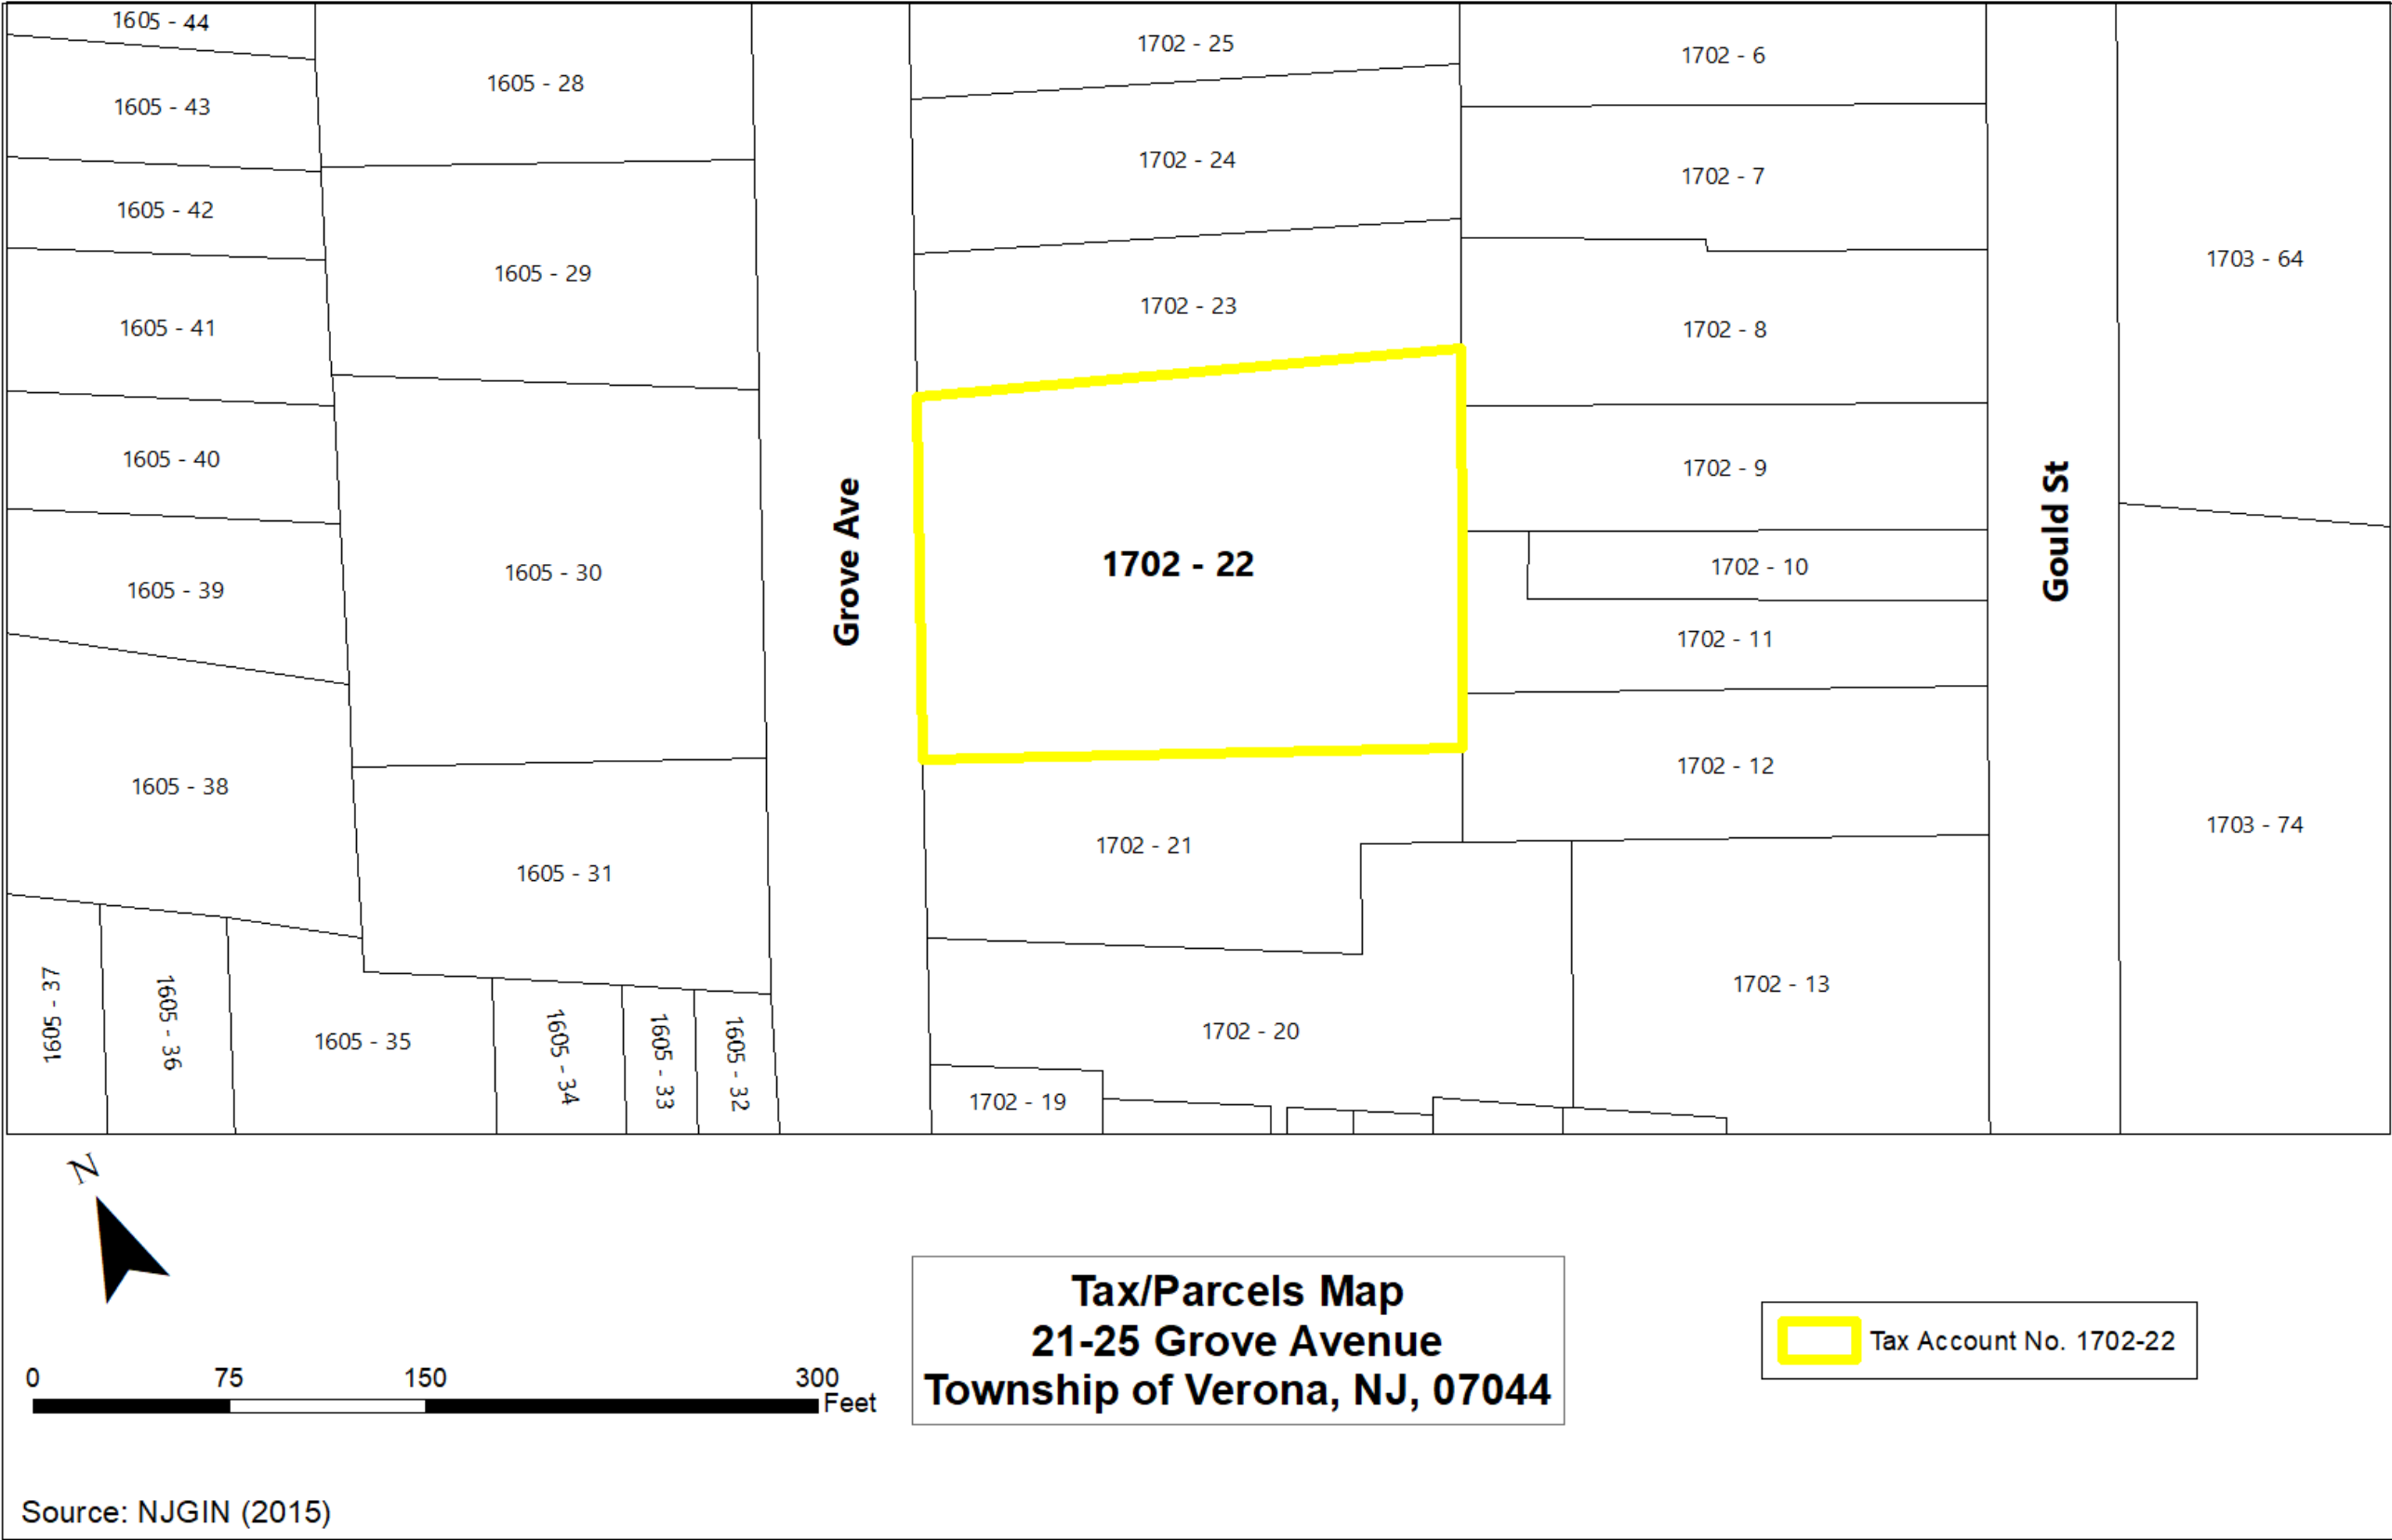 1605 - 44
1605 - 43
1605 - 42
1605 - 41
1605 - 40
1605 - 39
1605 - 38
1605 - 37
1605 - 36
1605 - 35
1605 - 34
1605 - 33
1605 - 32
1605 - 28
1605 - 29
1605 - 30
1605 - 31
Grove Ave
1702 - 25
1702 - 24
1702 - 23
1702 - 22
1702 - 21
1702 - 20
1702 - 19
1702 - 6
1702 - 7
1702 - 8
1702 - 9
1702 - 10
1702 - 11
1702 - 12
1702 - 13
Gould St
1703 - 64
1703 - 74
N
0 75 150 300
Feet
Tax/Parcels Map
21-25 Grove Avenue
Township of Verona, NJ, 07044
Tax Account No. 1702-22
Source: NJGIN (2015)